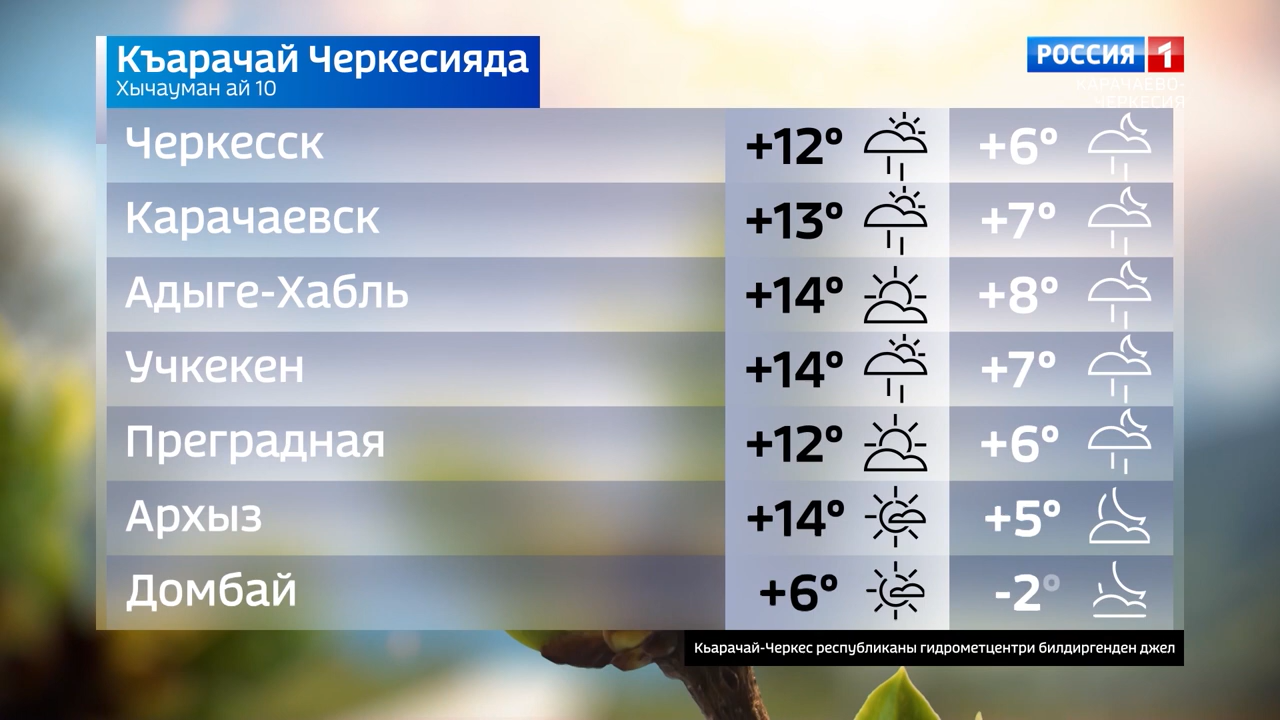 Къарачай Черкесияда
Хычауман ай 10
РОССИЯ 1
КАРАЧАЕВО-
ЧЕРКЕСИЯ
Черкесск +12° +6°
Карачаевск +13° +7°
Адыге-Хабль +14° +8°
Учкекен +14° +7°
Преградная +12° +6°
Архыз +14° +5°
Домбай +6° -2°
Кьарачай-Черкес республиканы гидрометцентри билдиргенден джел